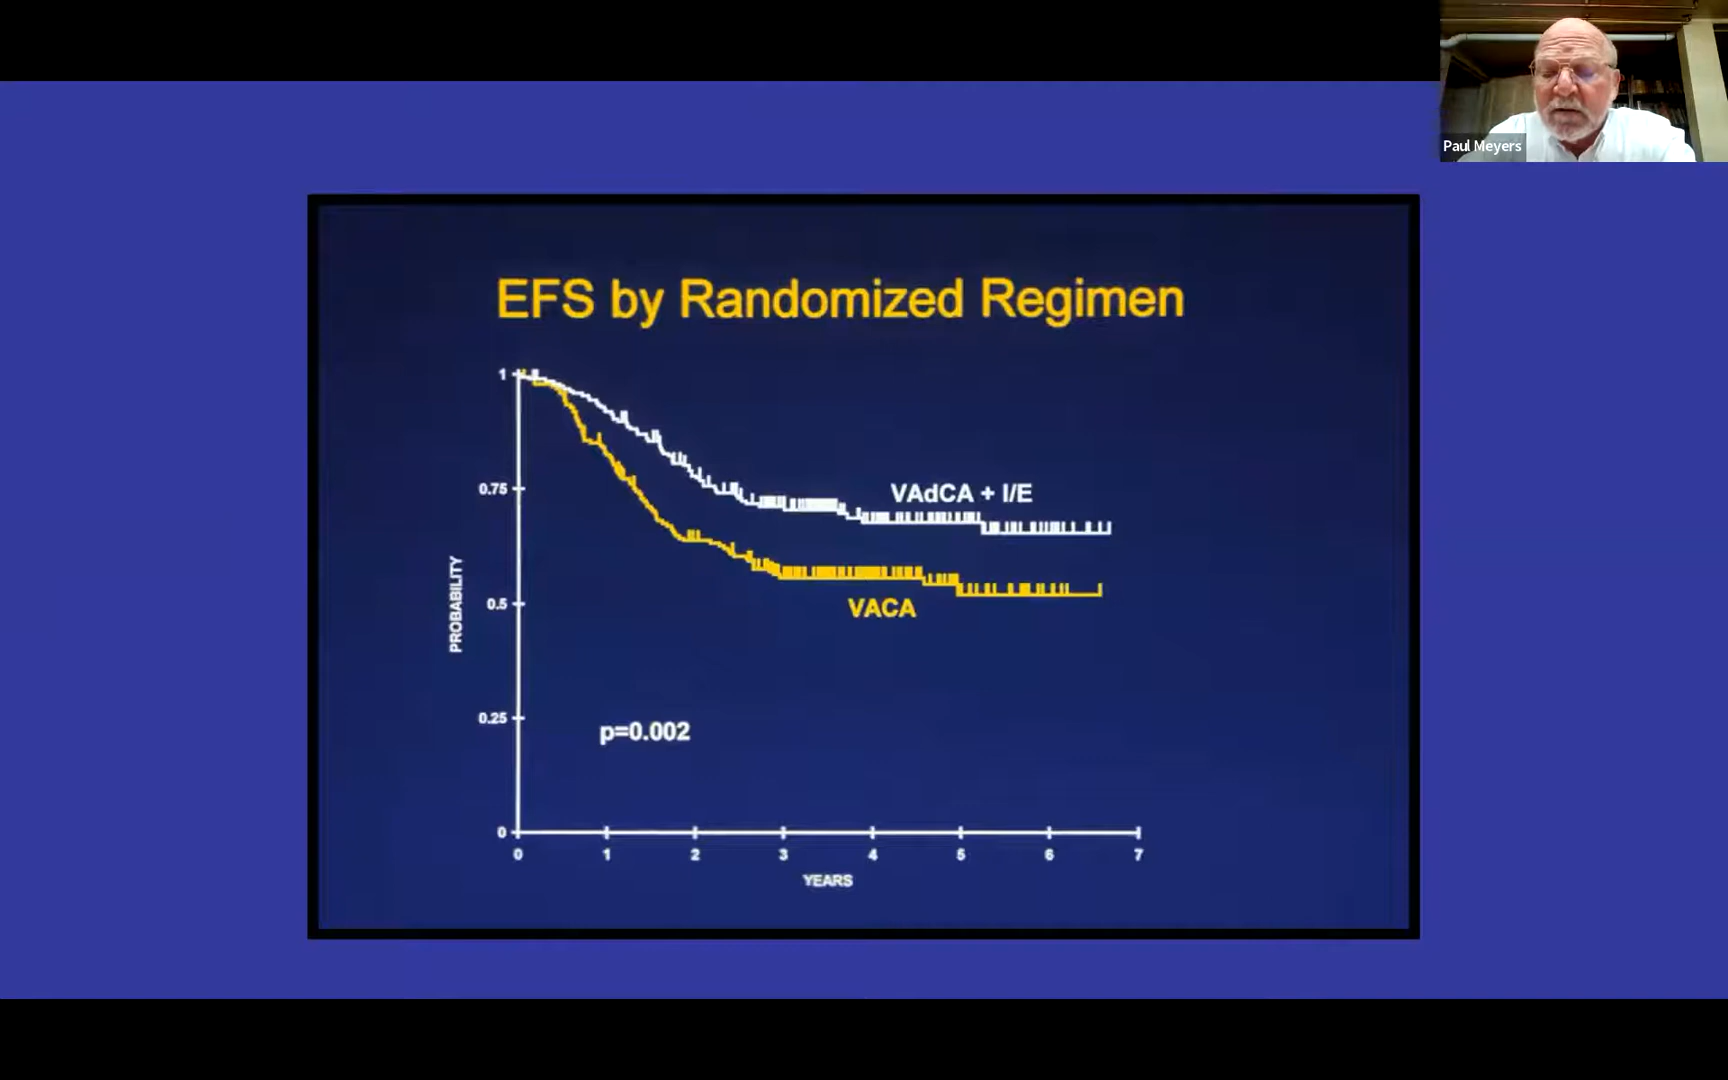 Paul Meyers
EFS by Randomized Regimen
1
0.75
0.5
0.25
0
PROBABILITY
VAdCA + I/E
VACA
p=0.002
0 1 2 3 4 5 6 7
YEARS